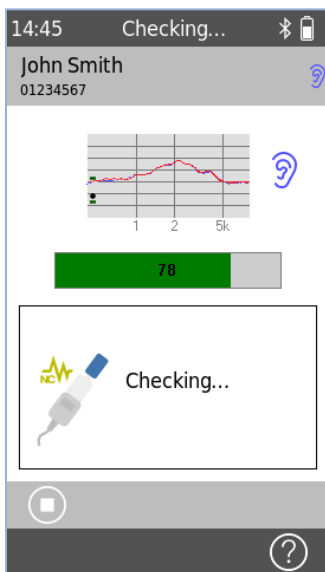 14:45 Checking...
John Smith
01234567
1 2 5k
78
NC
Checking...
?